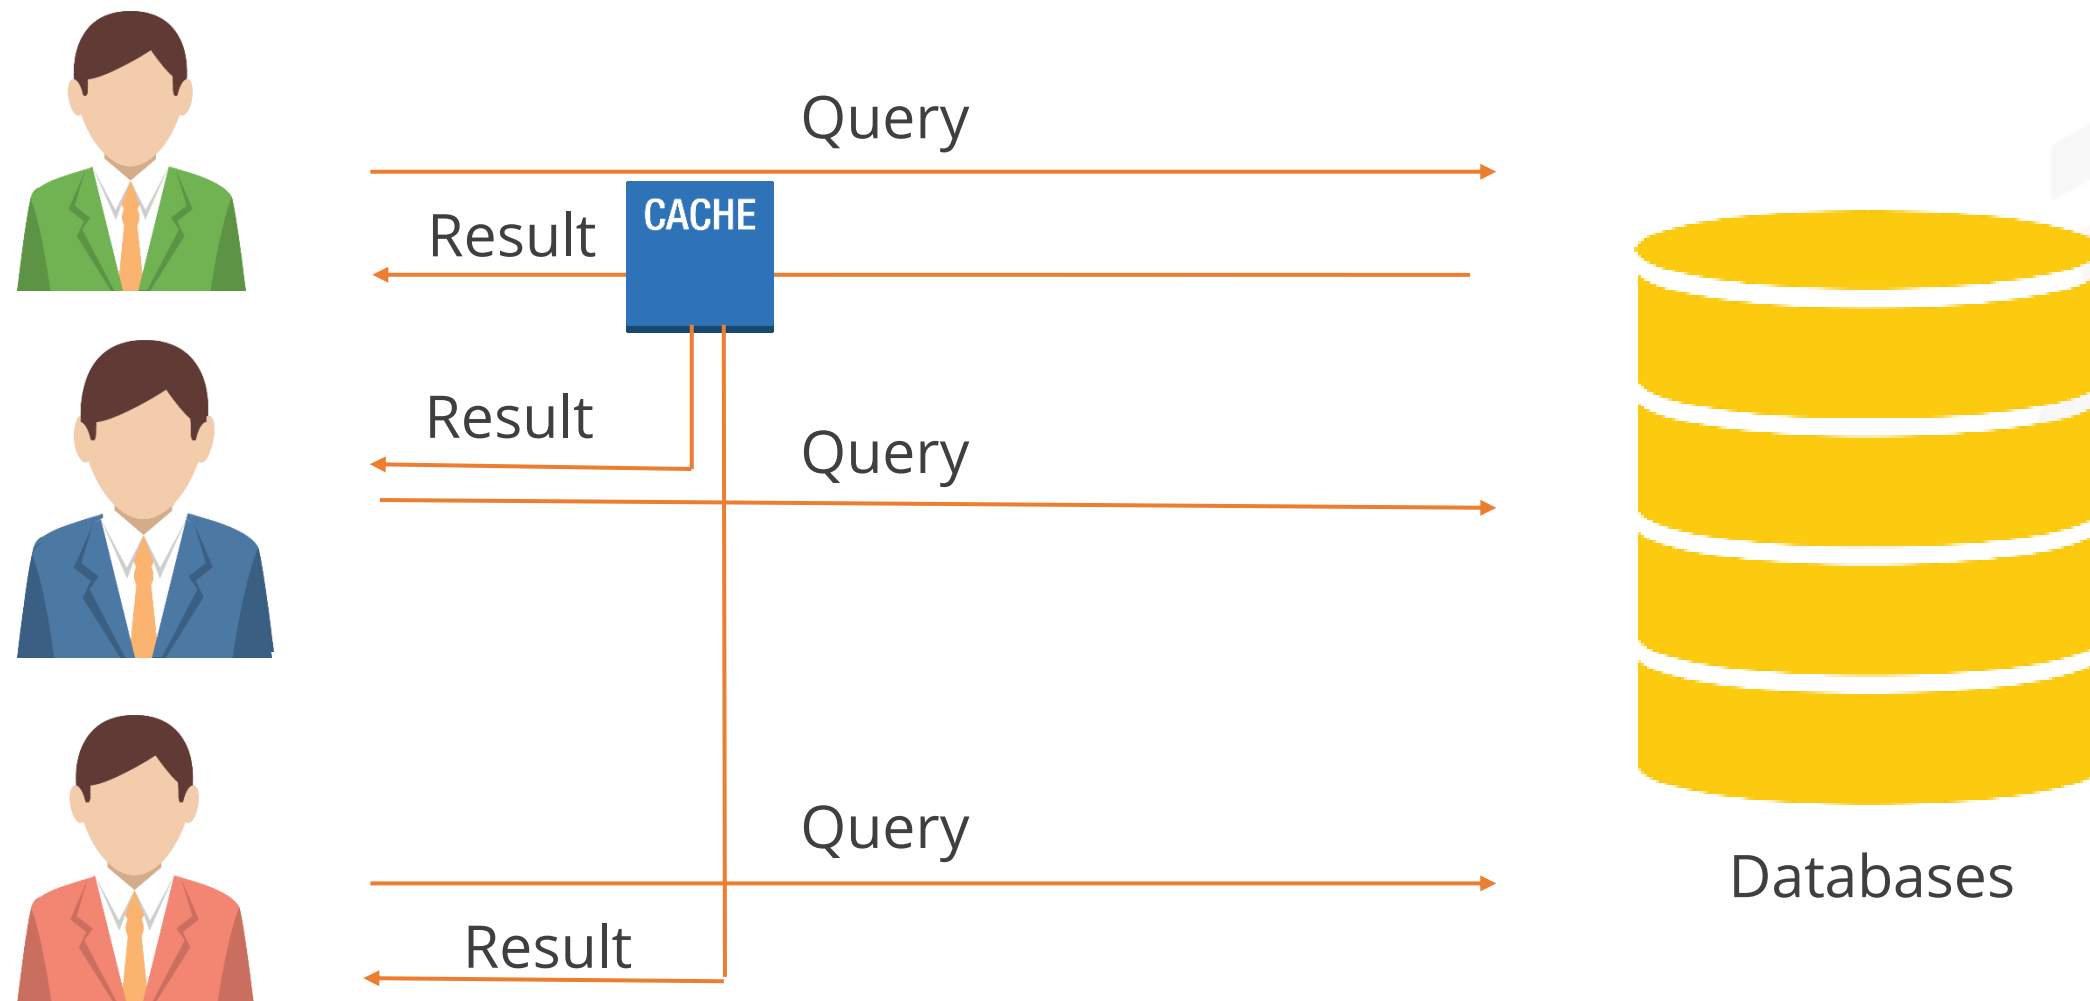 Query
CACHE
Result
Result
Query
Query
Databases
Result